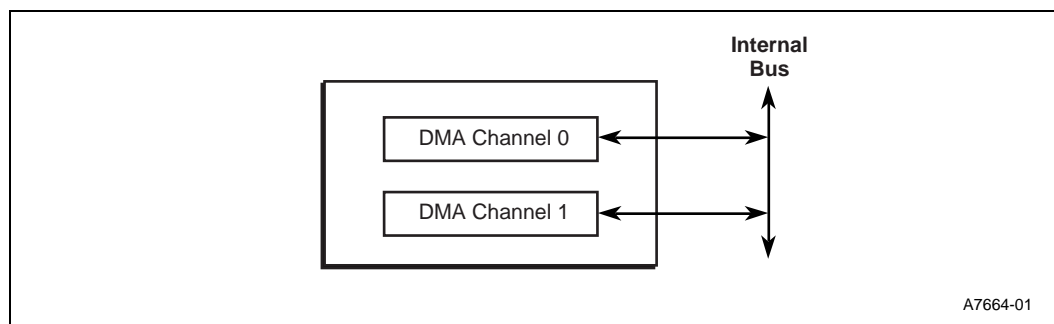 Internal
Bus
DMA Channel 0
DMA Channel 1
A7664-01